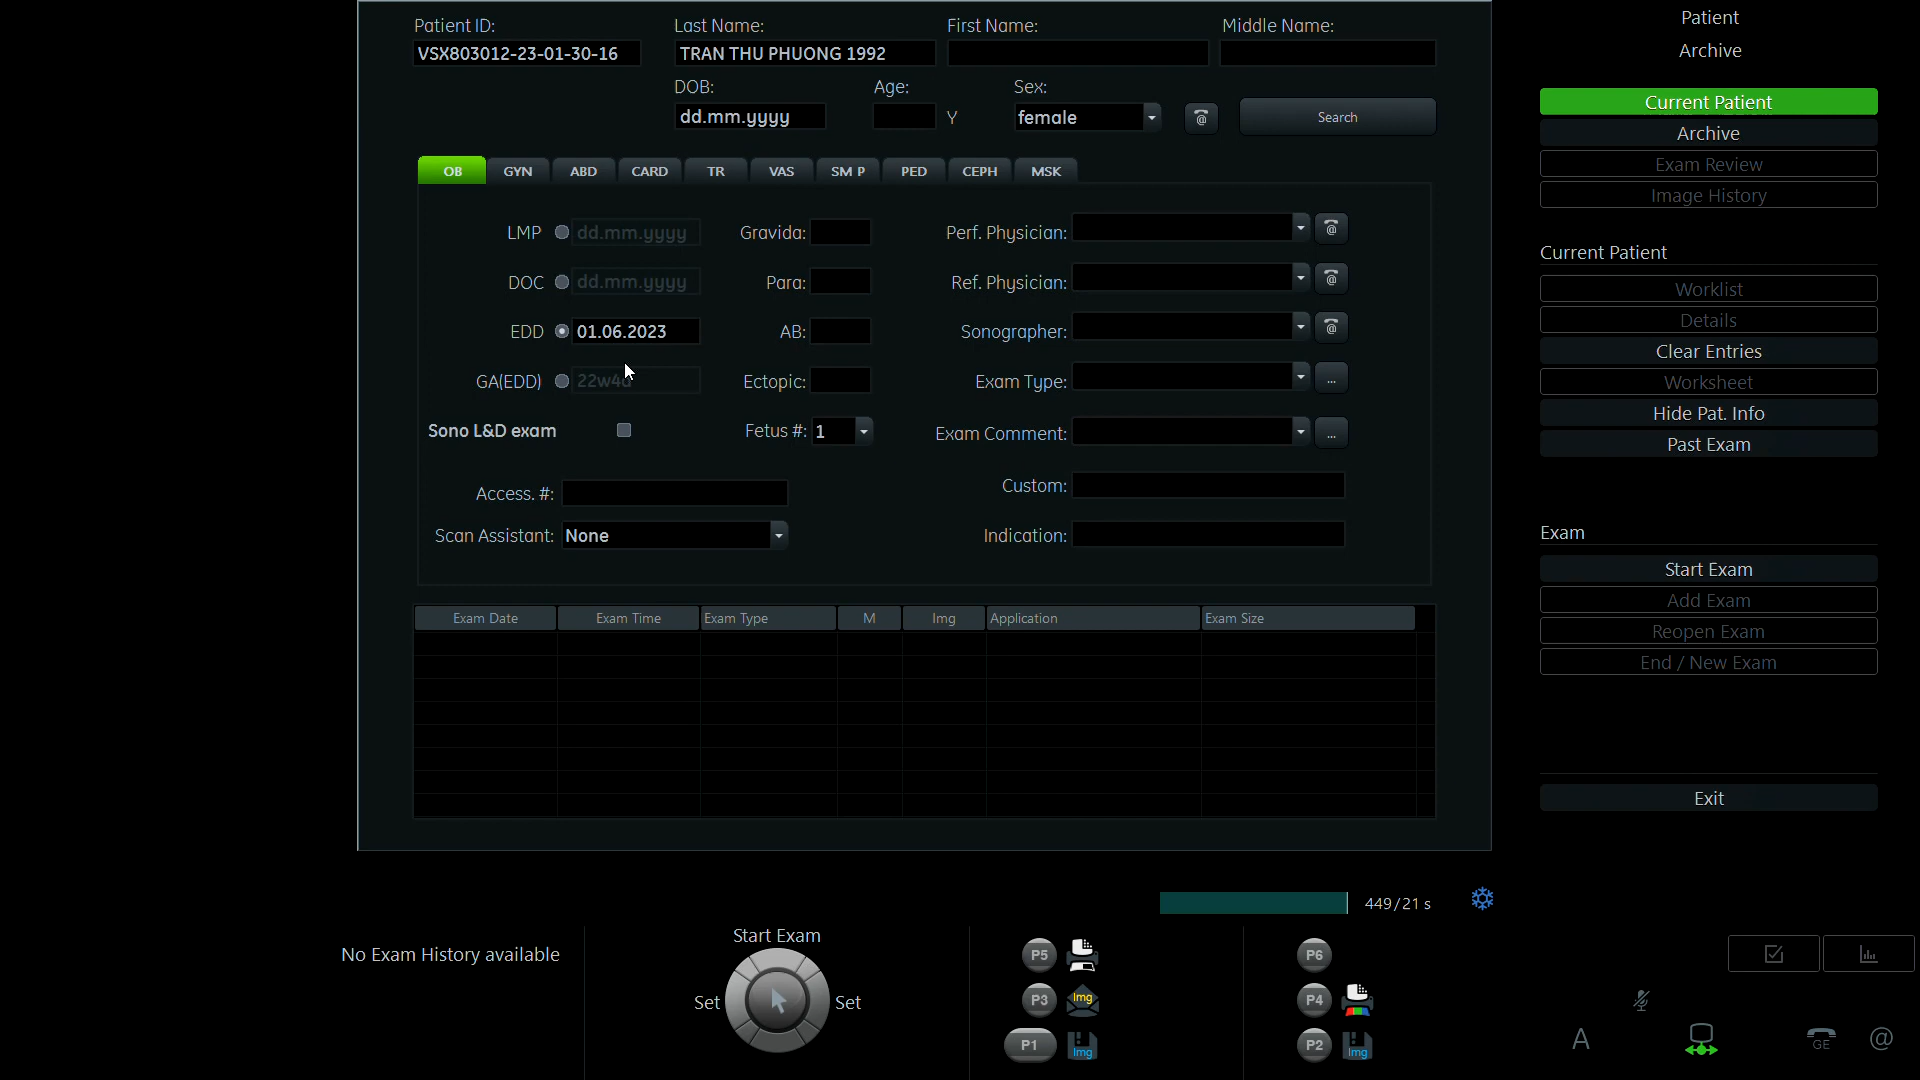 Patient ID: Last Name: First Name: Middle Name:
VSX803012-23-01-30-16 TRAN THU PHUONG 1992
DOB: Age: Sex:
dd.mm.yyyy Y female @ Search
OB GYN ABD CARD TR VAS SM P PED CEPH MSK
LMP dd.mm.yyyy Gravida: Perf. Physician: @
DOC dd.mm.yyyy Para: Ref. Physician: @
EDD 01.06.2023 AB: Sonographer: @
GA(EDD) 22w4d Ectopic: Exam Type: ...
Sono L&D exam Fetus #: 1 Exam Comment: ...
Access. #: Custom:
Scan Assistant: None Indication:
Exam Date Exam Time Exam Type M Img Application Exam Size
Patient
Archive
Current Patient
Archive
Exam Review
Image History
Current Patient
Worklist
Details
Clear Entries
Worksheet
Hide Pat. Info
Past Exam
Exam
Start Exam
Add Exam
Reopen Exam
End / New Exam
Exit
449/21 s
No Exam History available
Start Exam
Set Set
P5
P3 Img
P1 Img
P6
P4
P2 Img
A GE @